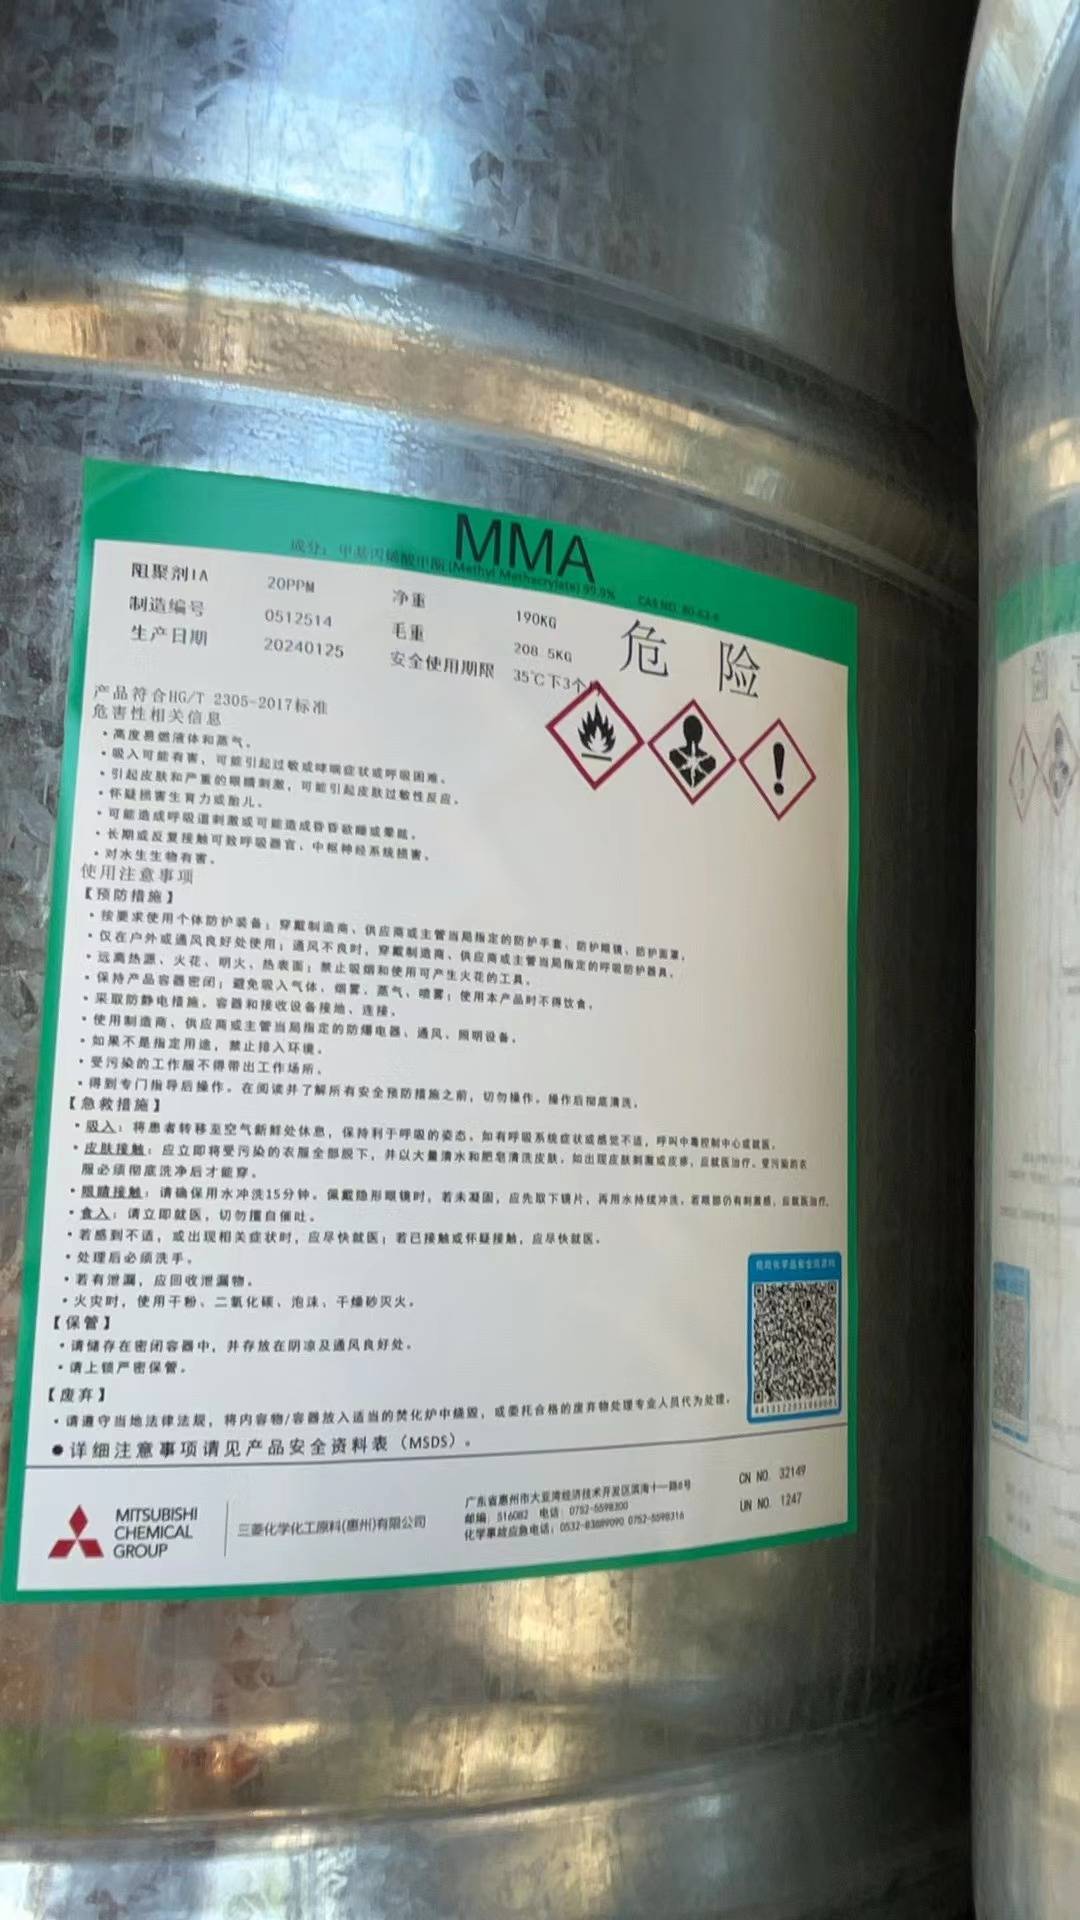 MMA
成分：甲基丙烯酸甲酯(Methyl Methacrylate) 99.9% CAS NO. 80-62-6
阻聚剂IA 20PPM 净重 190KG
制造编号 0512514 毛重 208.5KG
生产日期 20240125 安全使用期限 35℃下3个
危险
产品符合HG/T 2305-2017标准
危害性相关信息
・高度易燃液体和蒸气。
・吸入可能有害，可能引起过敏或哮喘症状或呼吸困难。
・引起皮肤和严重的眼睛刺激，可能引起皮肤过敏性反应。
・怀疑损害生育力或胎儿。
・可能造成呼吸道刺激或可能造成昏昏欲睡或晕眩。
・长期或反复接触可致呼吸器官、中枢神经系统损害。
・对水生生物有害。
使用注意事项
【预防措施】
・按要求使用个体防护装备；穿戴制造商、供应商或主管当局指定的防护手套、防护眼镜、防护面罩。
・仅在户外或通风良好处使用；通风不良时，穿戴制造商、供应商或主管当局指定的呼吸防护器具。
・远离热源、火花、明火、热表面；禁止吸烟和使用可产生火花的工具。
・保持产品容器密闭；避免吸入气体、烟雾、蒸气、喷雾；使用本产品时不得饮食。
・采取防静电措施。容器和接收设备接地、连接。
・使用制造商、供应商或主管当局指定的防爆电器、通风、照明设备。
・如果不是指定用途，禁止排入环境。
・受污染的工作服不得带出工作场所。
・得到专门指导后操作。在阅读并了解所有安全预防措施之前，切勿操作。操作后彻底清洗。
【急救措施】
・吸入：将患者转移至空气新鲜处休息，保持利于呼吸的姿态。如有呼吸系统症状或感觉不适，呼叫中毒控制中心或就医。
・皮肤接触：应立即将受污染的衣服全部脱下，并以大量清水和肥皂清洗皮肤。如出现皮肤刺激或皮疹，应就医治疗。受污染的衣
服必须彻底洗净后才能穿。
・眼睛接触：请确保用水冲洗15分钟。佩戴隐形眼镜时，若未凝固，应先取下镜片，再用水持续冲洗。若眼部仍有刺激感，应就医治疗。
・食入：请立即就医，切勿擅自催吐。
・若感到不适，或出现相关症状时，应尽快就医；若已接触或怀疑接触，应尽快就医。
・处理后必须洗手。
・若有泄漏，应回收泄漏物。
・火灾时，使用干粉、二氧化碳、泡沫、干燥砂灭火。
【保管】
・请储存在密闭容器中，并存放在阴凉及通风良好处。
・请上锁严密保管。
【废弃】
・请遵守当地法律法规，将内容物/容器放入适当的焚化炉中烧毁，或委托合格的废弃物处理专业人员代为处理。
●详细注意事项请见产品安全资料表（MSDS）。
MITSUBISHI
CHEMICAL
GROUP
三菱化学化工原料(惠州)有限公司
广东省惠州市大亚湾经济技术开发区滨海十一路6号
邮编：516082 电话：0752-5598300
化学事故应急电话：0532-83889090 0752-5598316
CN NO. 32149
UN NO. 1247